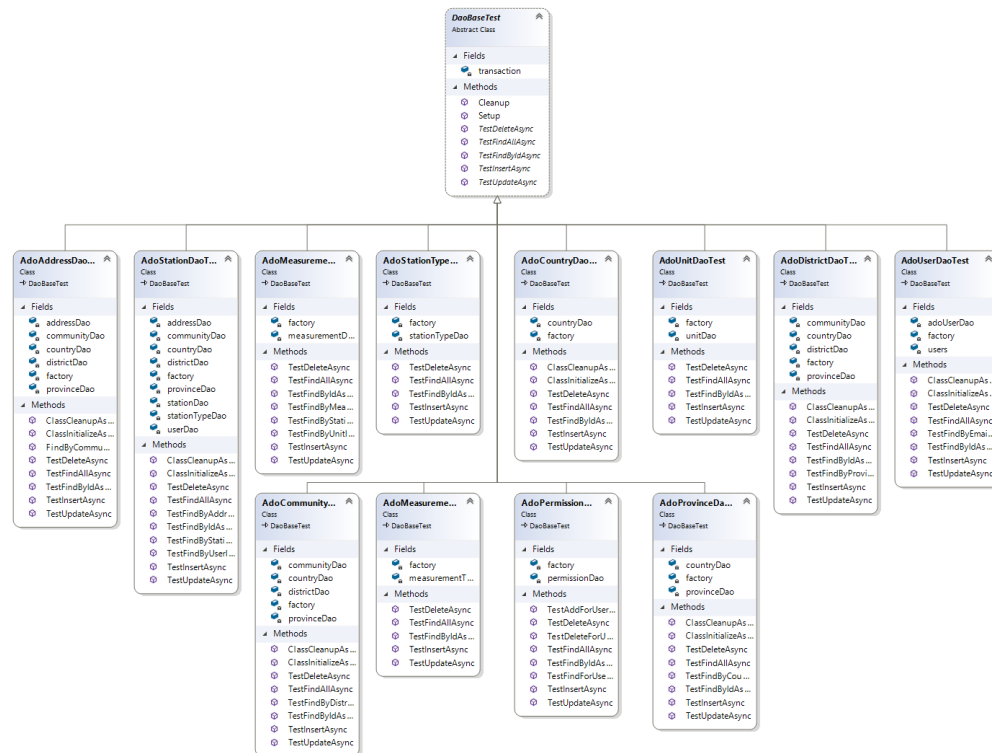 DaoBaseTest
Abstract Class
Fields
transaction
Methods
Cleanup
Setup
TestDeleteAsync
TestFindAllAsync
TestFindByIdAsync
TestInsertAsync
TestUpdateAsync
AdoAddressDao...
Class
DaoBaseTest
Fields
addressDao
communityDao
countryDao
districtDao
factory
provinceDao
Methods
ClassCleanupAs...
ClassInitializeAs...
FindByCommu...
TestDeleteAsync
TestFindAllAsync
TestFindByIdAs...
TestInsertAsync
TestUpdateAsync
AdoStationDaoT...
Class
DaoBaseTest
Fields
addressDao
communityDao
countryDao
districtDao
factory
provinceDao
stationDao
stationTypeDao
userDao
Methods
ClassCleanupAs...
ClassInitializeAs...
TestDeleteAsync
TestFindAllAsync
TestFindByAddr...
TestFindByIdAs...
TestFindByStati...
TestFindByUserI...
TestInsertAsync
TestUpdateAsync
AdoMeasureme...
Class
DaoBaseTest
Fields
factory
measurementD...
Methods
TestDeleteAsync
TestFindAllAsync
TestFindByIdAs...
TestFindByMea...
TestFindByStati...
TestFindByUnitI...
TestInsertAsync
TestUpdateAsync
AdoStationType...
Class
DaoBaseTest
Fields
factory
stationTypeDao
Methods
TestDeleteAsync
TestFindAllAsync
TestFindByIdAs...
TestInsertAsync
TestUpdateAsync
AdoCountryDao...
Class
DaoBaseTest
Fields
countryDao
factory
Methods
ClassCleanupAs...
ClassInitializeAs...
TestDeleteAsync
TestFindAllAsync
TestFindByIdAs...
TestInsertAsync
TestUpdateAsync
AdoUnitDaoTest
Class
DaoBaseTest
Fields
factory
unitDao
Methods
TestDeleteAsync
TestFindAllAsync
TestFindByIdAs...
TestInsertAsync
TestUpdateAsync
AdoDistrictDaoT...
Class
DaoBaseTest
Fields
communityDao
countryDao
districtDao
factory
provinceDao
Methods
ClassCleanupAs...
ClassInitializeAs...
TestDeleteAsync
TestFindAllAsync
TestFindByIdAs...
TestFindByProvi...
TestInsertAsync
TestUpdateAsync
AdoUserDaoTest
Class
DaoBaseTest
Fields
adoUserDao
factory
users
Methods
ClassCleanupAs...
ClassInitializeAs...
TestDeleteAsync
TestFindAllAsync
TestFindByEmai...
TestFindByIdAs...
TestInsertAsync
TestUpdateAsync
AdoCommunity...
Class
DaoBaseTest
Fields
communityDao
countryDao
districtDao
factory
provinceDao
Methods
ClassCleanupAs...
ClassInitializeAs...
TestDeleteAsync
TestFindAllAsync
TestFindByDistr...
TestFindByIdAs...
TestInsertAsync
TestUpdateAsync
AdoMeasureme...
Class
DaoBaseTest
Fields
factory
measurementT...
Methods
TestDeleteAsync
TestFindAllAsync
TestFindByIdAs...
TestInsertAsync
TestUpdateAsync
AdoPermission...
Class
DaoBaseTest
Fields
factory
permissionDao
Methods
TestAddForUser...
TestDeleteAsync
TestDeleteForU...
TestFindAllAsync
TestFindByIdAs...
TestFindForUse...
TestInsertAsync
TestUpdateAsync
AdoProvinceDa...
Class
DaoBaseTest
Fields
countryDao
factory
provinceDao
Methods
ClassCleanupAs...
ClassInitializeAs...
TestDeleteAsync
TestFindAllAsync
TestFindByCou...
TestFindByIdAs...
TestInsertAsync
TestUpdateAsync